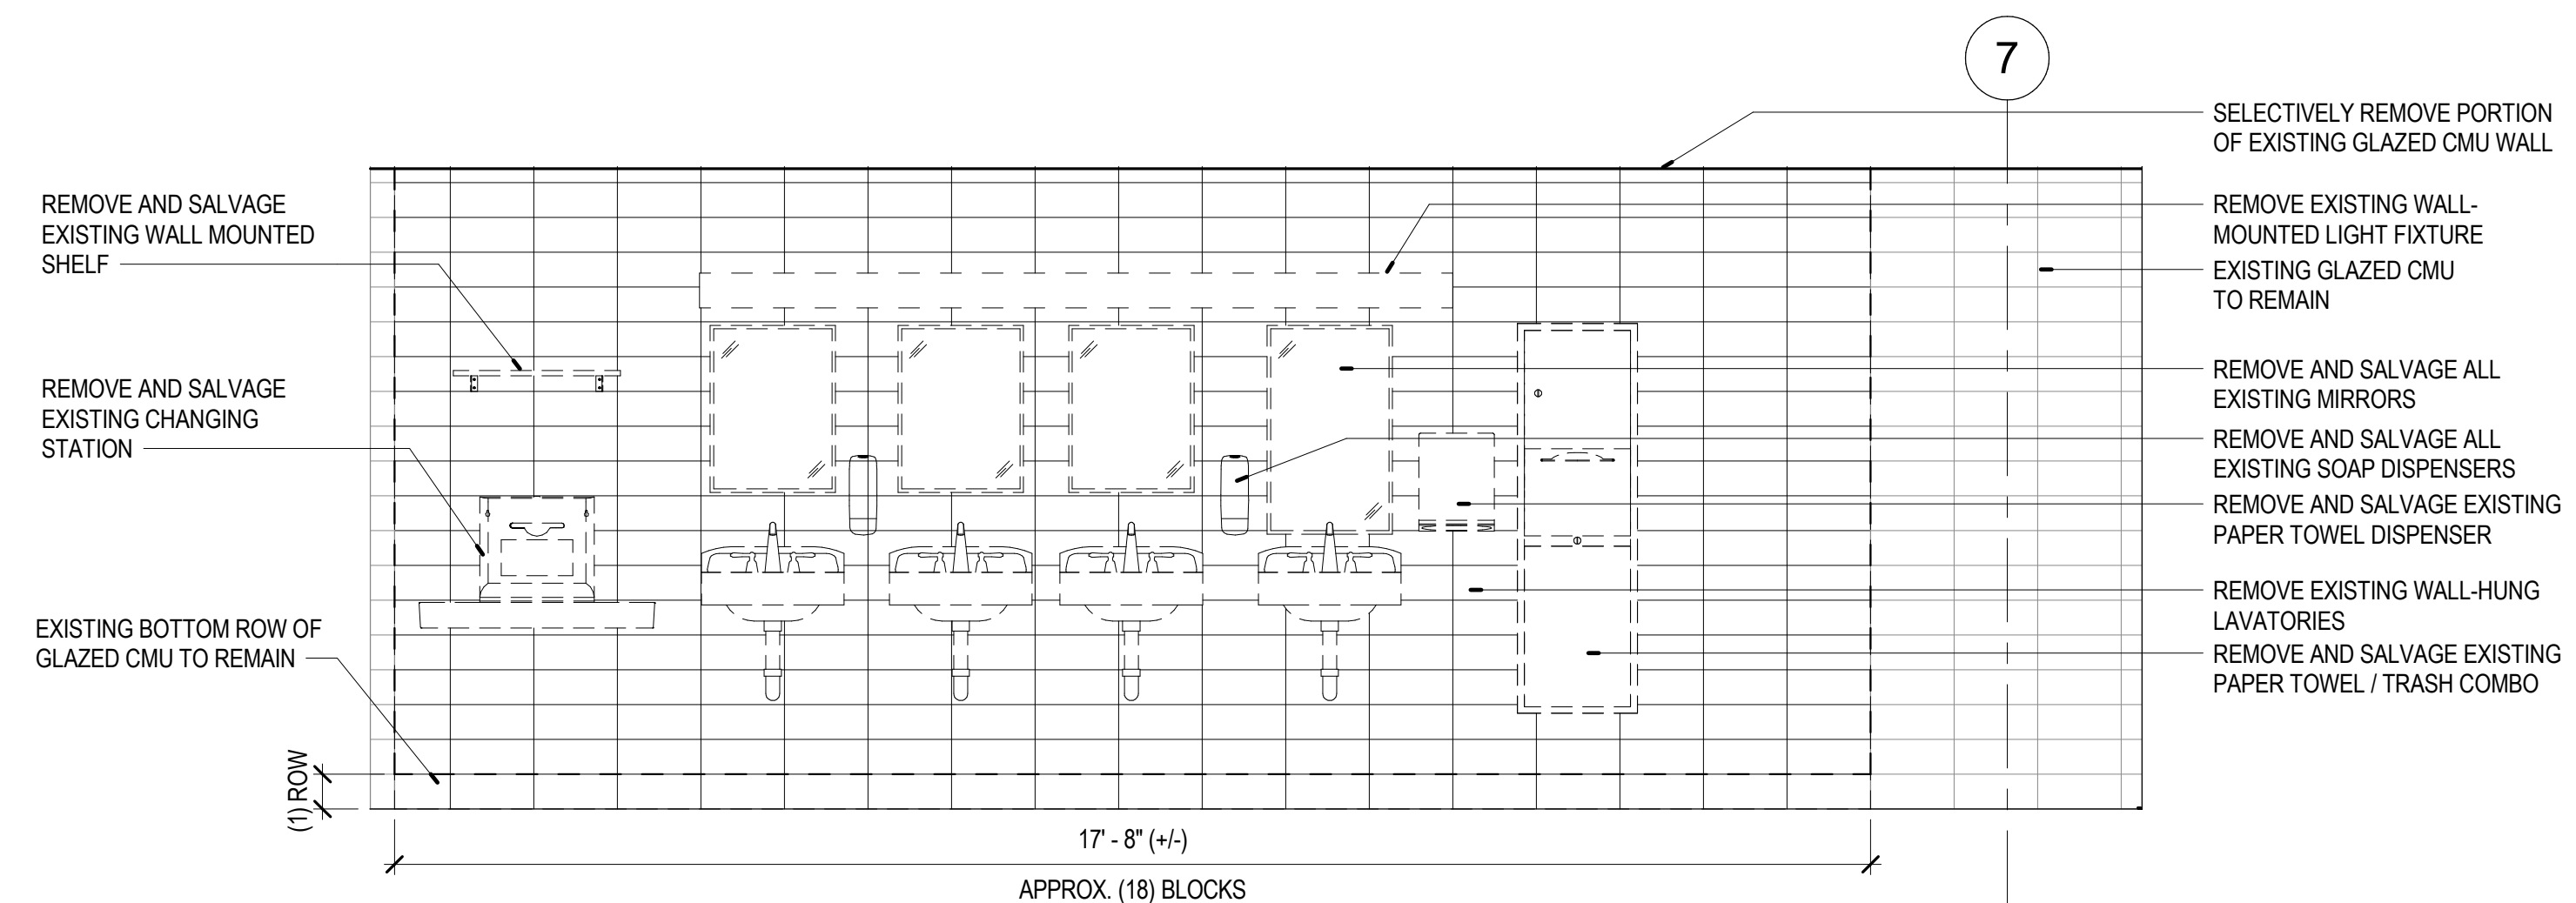 7
SELECTIVELY REMOVE PORTION
OF EXISTING GLAZED CMU WALL
REMOVE AND SALVAGE
EXISTING WALL MOUNTED
SHELF
REMOVE EXISTING WALL-
MOUNTED LIGHT FIXTURE
EXISTING GLAZED CMU
TO REMAIN
REMOVE AND SALVAGE
EXISTING CHANGING
STATION
REMOVE AND SALVAGE ALL
EXISTING MIRRORS
REMOVE AND SALVAGE ALL
EXISTING SOAP DISPENSERS
REMOVE AND SALVAGE EXISTING
PAPER TOWEL DISPENSER
REMOVE EXISTING WALL-HUNG
LAVATORIES
EXISTING BOTTOM ROW OF
GLAZED CMU TO REMAIN
REMOVE AND SALVAGE EXISTING
PAPER TOWEL / TRASH COMBO
(1) ROW
17' - 8" (+/-)
APPROX. (18) BLOCKS